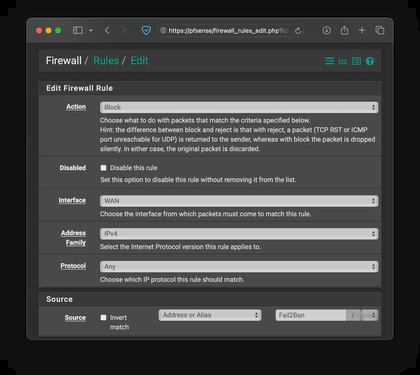 https://pfsense/firewall_rules_edit.php?id
Firewall / Rules / Edit
Edit Firewall Rule
Action
Block
Choose what to do with packets that match the criteria specified below.
Hint: the difference between block and reject is that with reject, a packet (TCP RST or ICMP
port unreachable for UDP) is returned to the sender, whereas with block the packet is dropped
silently. In either case, the original packet is discarded.
Disabled
Disable this rule
Set this option to disable this rule without removing it from the list.
Interface
WAN
Choose the interface from which packets must come to match this rule.
Address
Family
IPv4
Select the Internet Protocol version this rule applies to.
Protocol
Any
Choose which IP protocol this rule should match.
Source
Source
Invert
match
Address or Alias
Fail2Ban
/